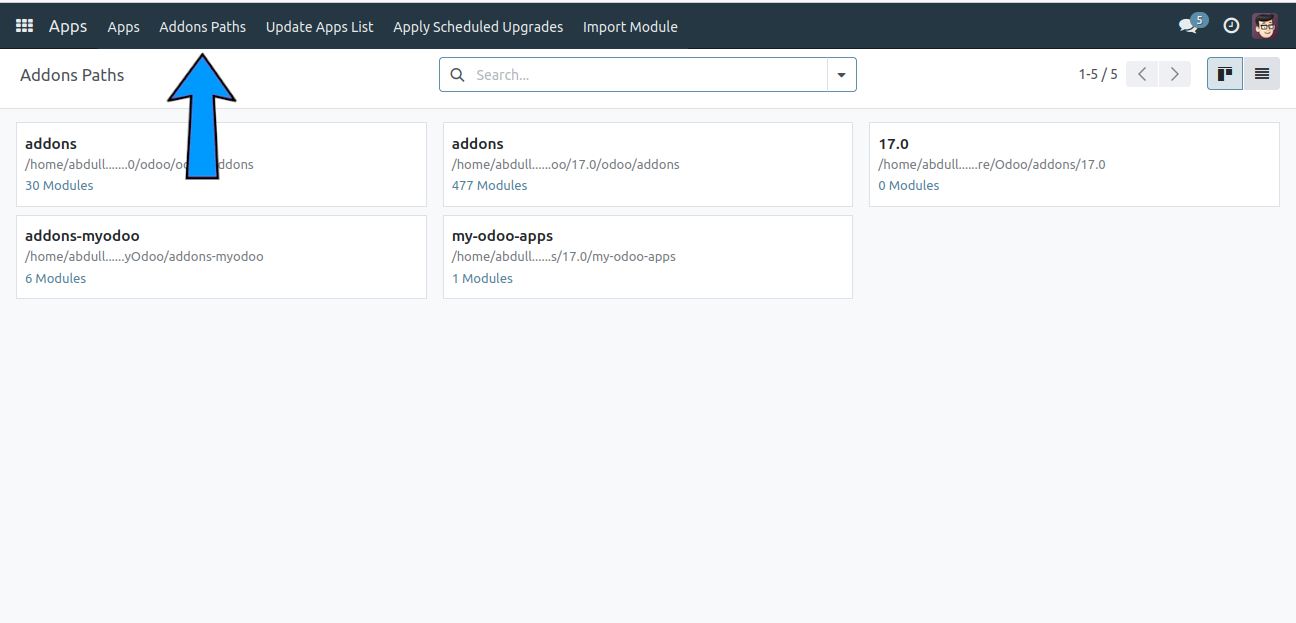 Apps Apps Addons Paths Update Apps List Apply Scheduled Upgrades Import Module 5
Addons Paths Search... 1-5 / 5
addons
/home/abdull.......0/odoo/od ddons
30 Modules
addons
/home/abdull......oo/17.0/odoo/addons
477 Modules
17.0
/home/abdull......re/Odoo/addons/17.0
0 Modules
addons-myodoo
/home/abdull......yOdoo/addons-myodoo
6 Modules
my-odoo-apps
/home/abdull......s/17.0/my-odoo-apps
1 Modules